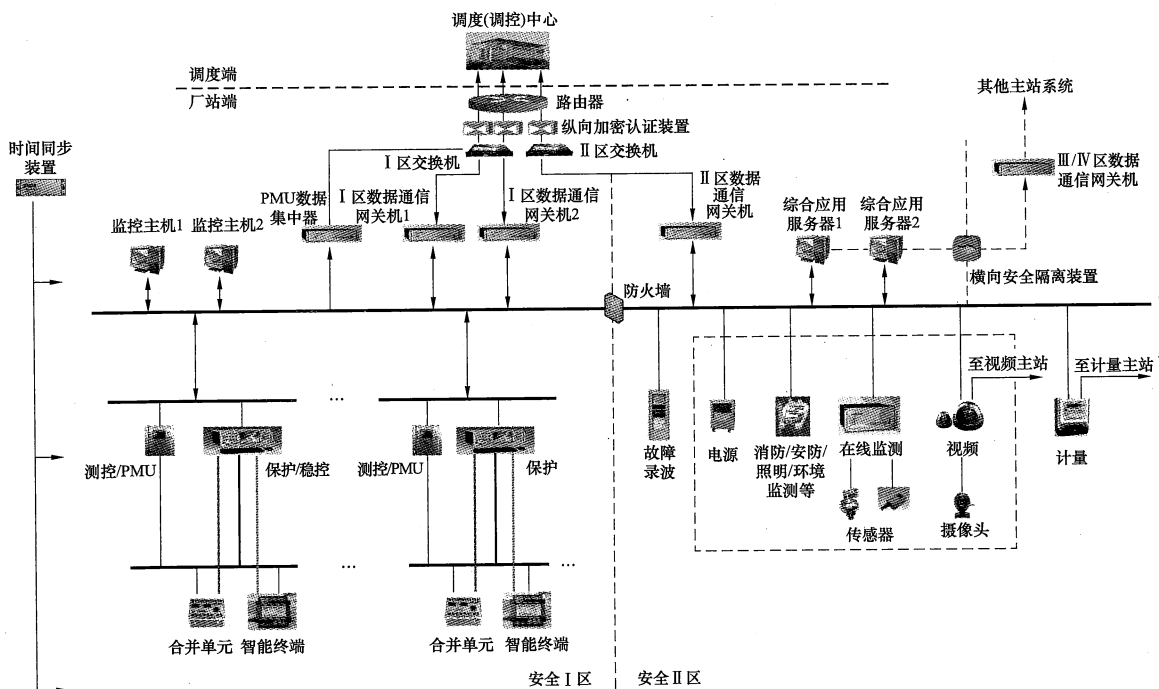 调度(调控)中心
调度端
厂站端
路由器
其他主站系统
纵向加密认证装置
时间同步
装置
Ⅰ区交换机
Ⅱ区交换机
Ⅲ/Ⅳ区数据
通信网关机
PMU数据
集中器
Ⅰ区数据通信
网关机1
Ⅰ区数据通信
网关机2
Ⅱ区数据
通信
网关机
综合应用
服务器1
综合应用
服务器2
监控主机1
监控主机2
横向安全隔离装置
防火墙
至视频主站
至计量主站
…
测控/PMU
保护/稳控
测控/PMU
保护
故障
录波
电源
消防/安防/
照明/环境
监测等
在线监测
视频
计量
传感器
摄像头
…
…
合并单元
智能终端
合并单元
智能终端
安全Ⅰ区
安全Ⅱ区